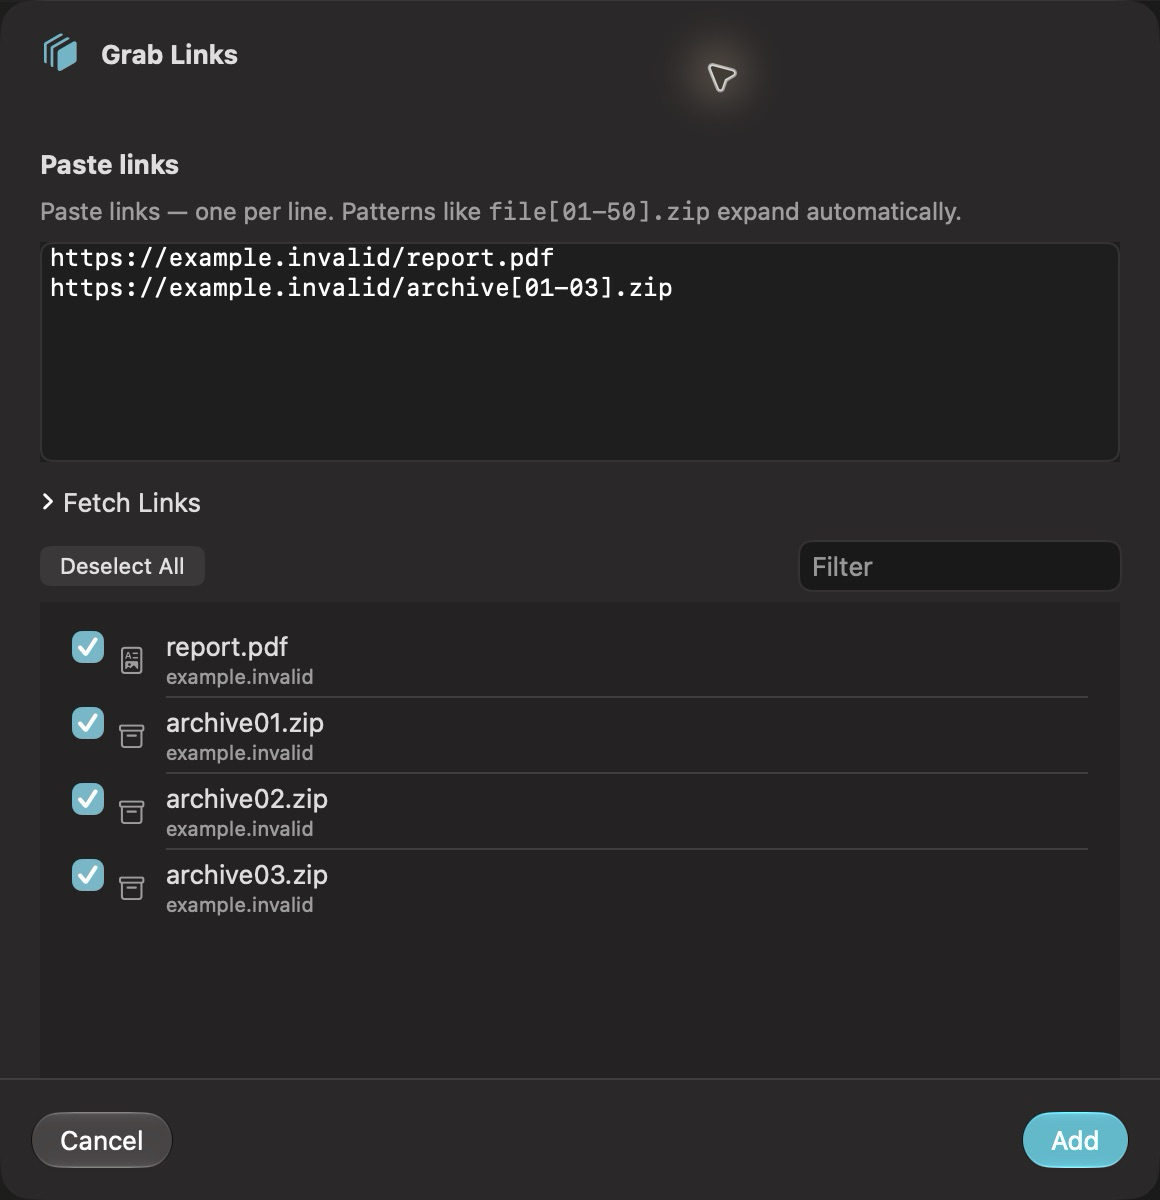 Grab Links
Paste links
Paste links — one per line. Patterns like file[01-50].zip expand automatically.
https://example.invalid/report.pdf
https://example.invalid/archive[01-03].zip
Fetch Links
Deselect All
Filter
report.pdf
example.invalid
archive01.zip
example.invalid
archive02.zip
example.invalid
archive03.zip
example.invalid
Cancel
Add